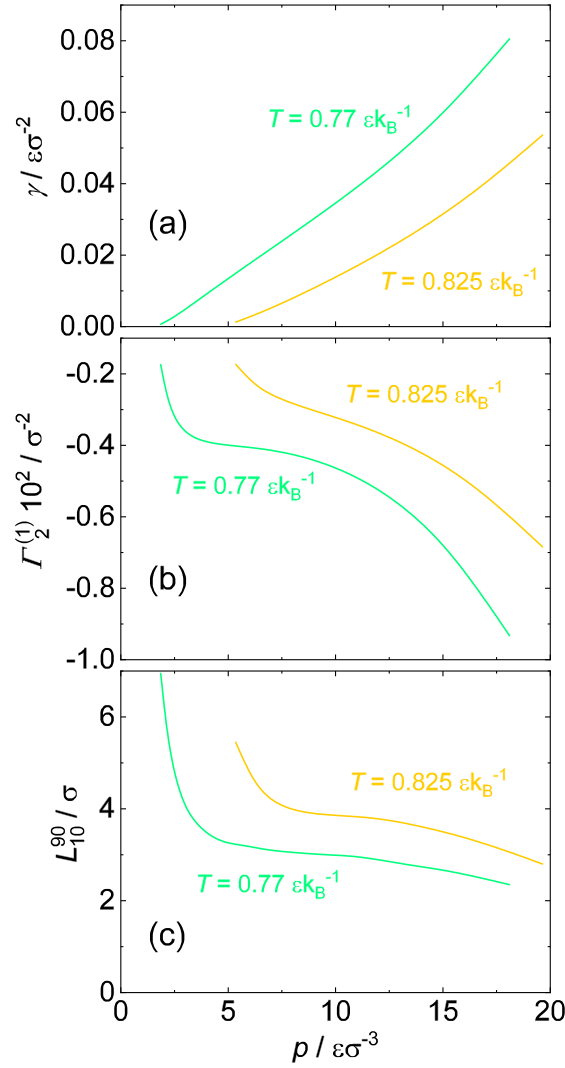 0.08
0.06
0.04
0.02
0.00
γ / εσ⁻²
T = 0.77 εk_B⁻¹
T = 0.825 εk_B⁻¹
(a)
-0.2
-0.4
-0.6
-0.8
-1.0
Γ₂⁽¹⁾ 10² / σ⁻²
T = 0.825 εk_B⁻¹
T = 0.77 εk_B⁻¹
(b)
6
4
2
0
L₁₀⁹⁰ / σ
T = 0.825 εk_B⁻¹
T = 0.77 εk_B⁻¹
(c)
0 5 10 15 20
p / εσ⁻³